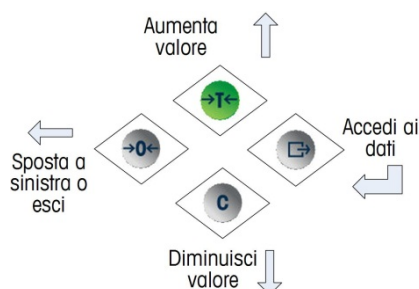 Aumenta
valore
→T←
→0←
Accedi ai
dati
Sposta a
sinistra o
esci
C
Diminuisci
valore